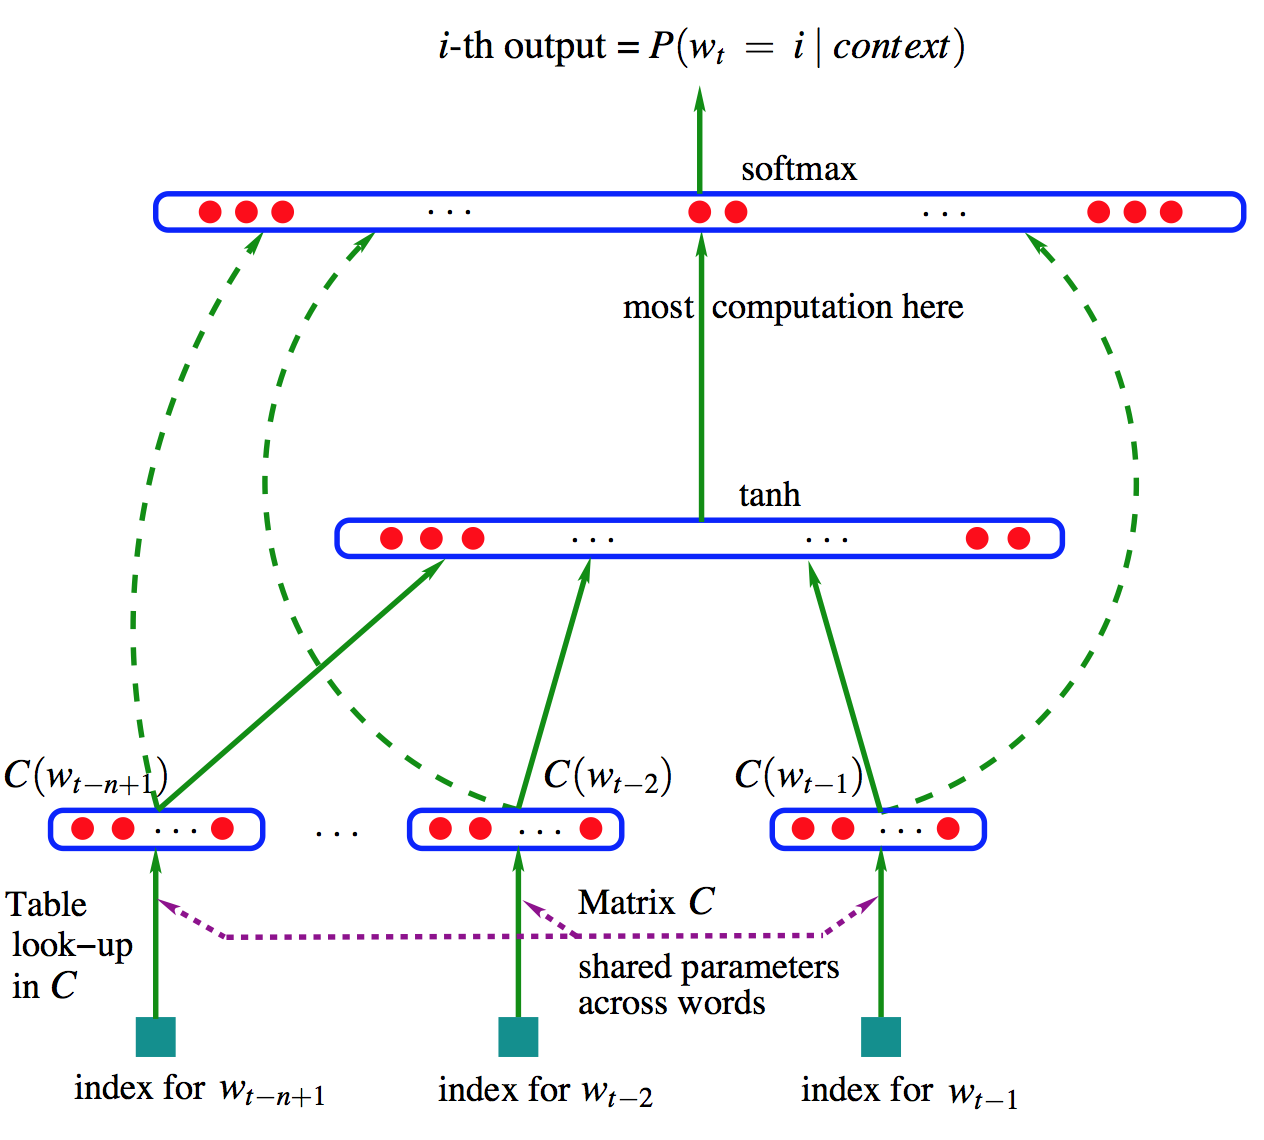 i-th output = P(w_t = i | context)
softmax
. . .
. . .
most computation here
tanh
. . .
. . .
C(w_{t−n+1})
C(w_{t−2})
C(w_{t−1})
. . .
. . .
. . .
. . .
Table
look−up
in C
Matrix C
shared parameters
across words
index for w_{t−n+1}
index for w_{t−2}
index for w_{t−1}